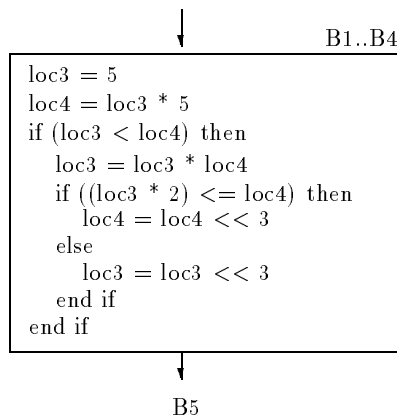 B1..B4
loc3 = 5
loc4 = loc3 * 5
if (loc3 < loc4) then
loc3 = loc3 * loc4
if ((loc3 * 2) <= loc4) then
loc4 = loc4 << 3
else
loc3 = loc3 << 3
end if
end if
B5